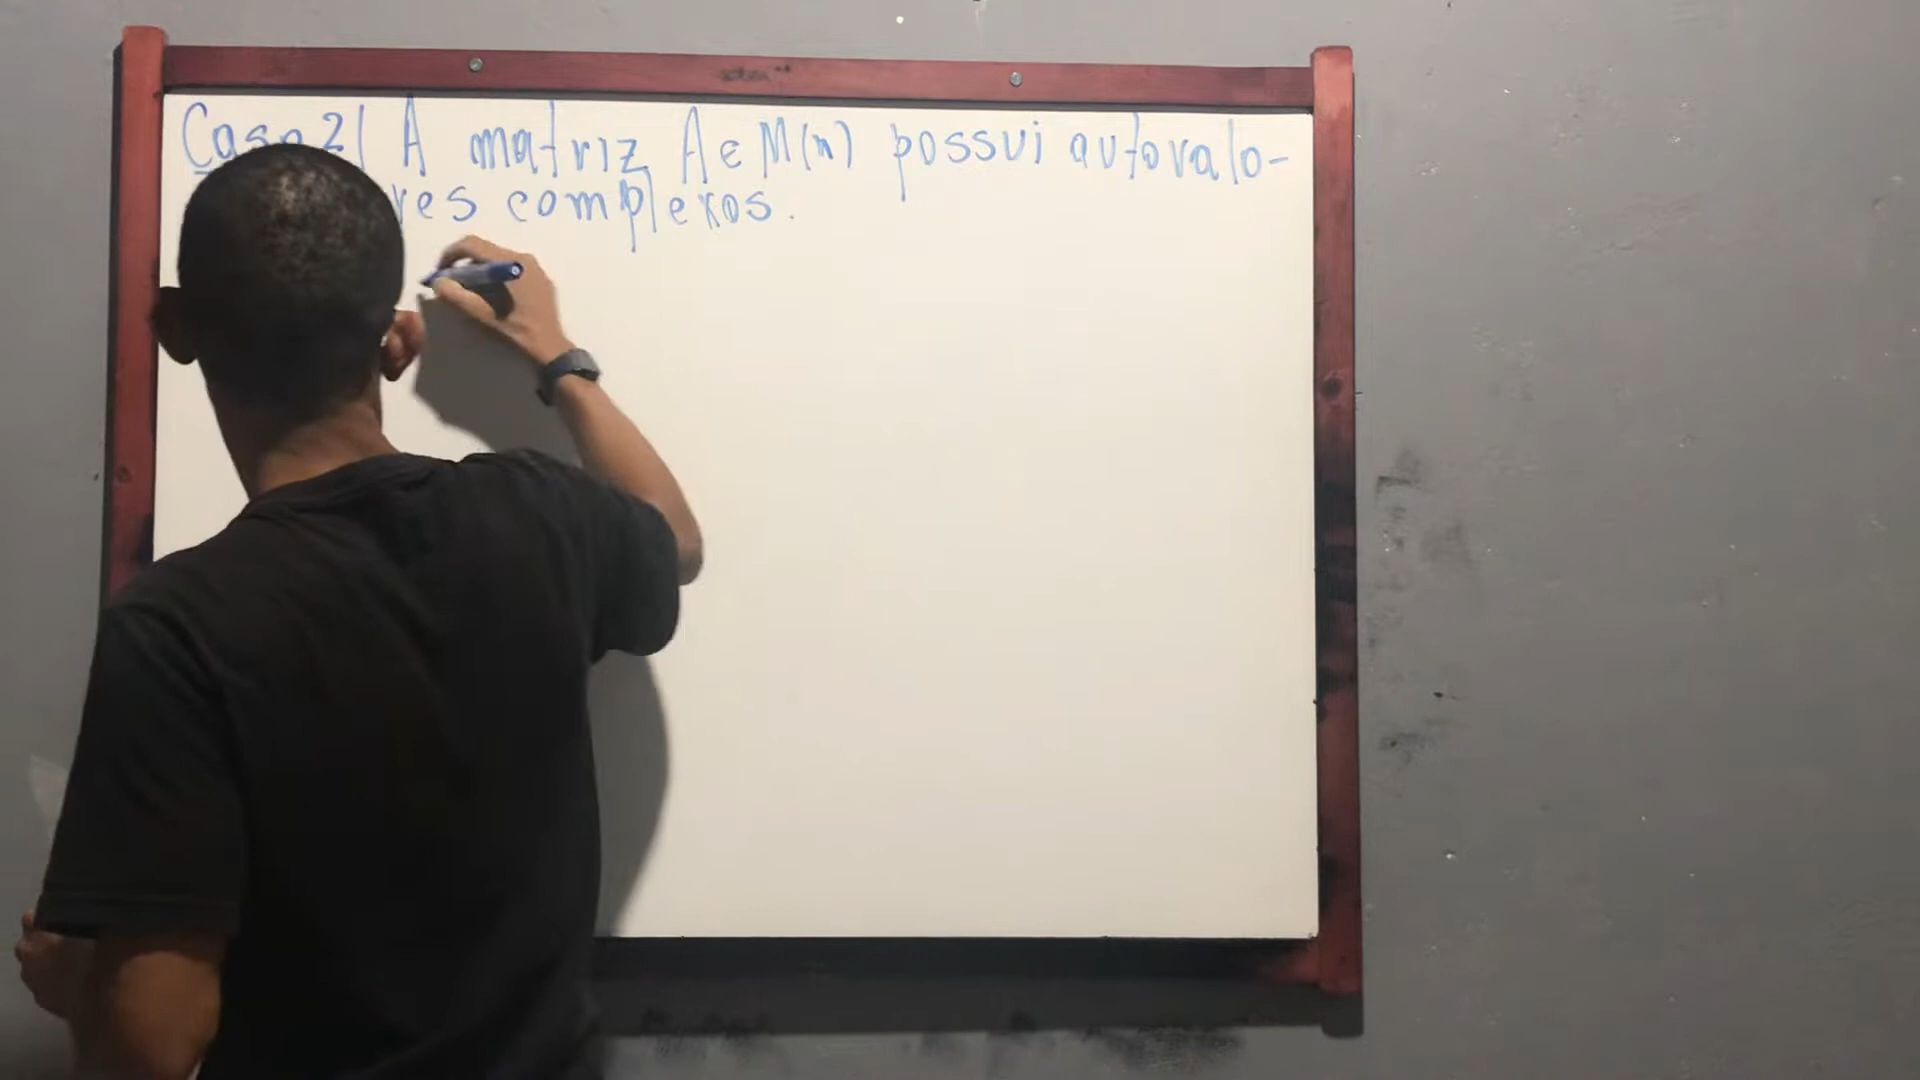 Caso 2| A matriz A ∈ M(n) possui autovalo-
res complexos.